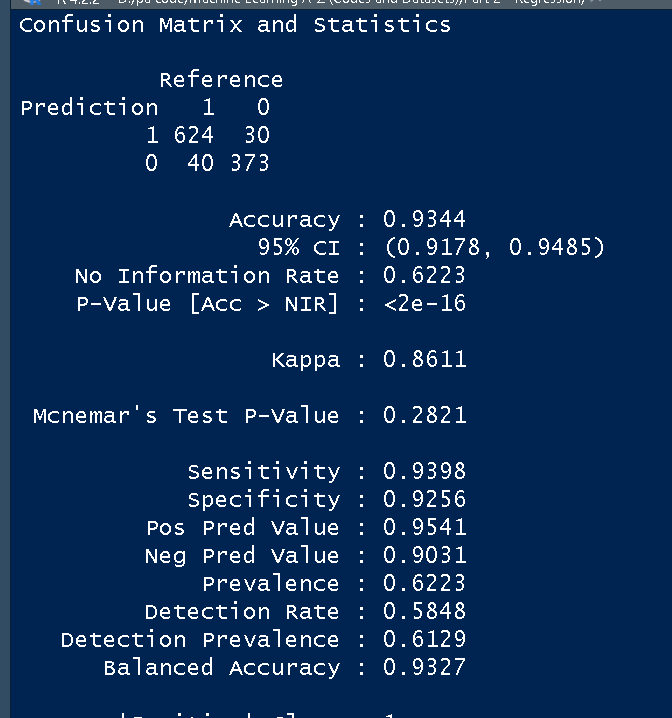 R 4.2.2
Confusion Matrix and Statistics
Reference
Prediction 1 0
1 624 30
0 40 373
Accuracy : 0.9344
95% CI : (0.9178, 0.9485)
No Information Rate : 0.6223
P-Value [Acc > NIR] : <2e-16
Kappa : 0.8611
Mcnemar's Test P-Value : 0.2821
Sensitivity : 0.9398
Specificity : 0.9256
Pos Pred Value : 0.9541
Neg Pred Value : 0.9031
Prevalence : 0.6223
Detection Rate : 0.5848
Detection Prevalence : 0.6129
Balanced Accuracy : 0.9327